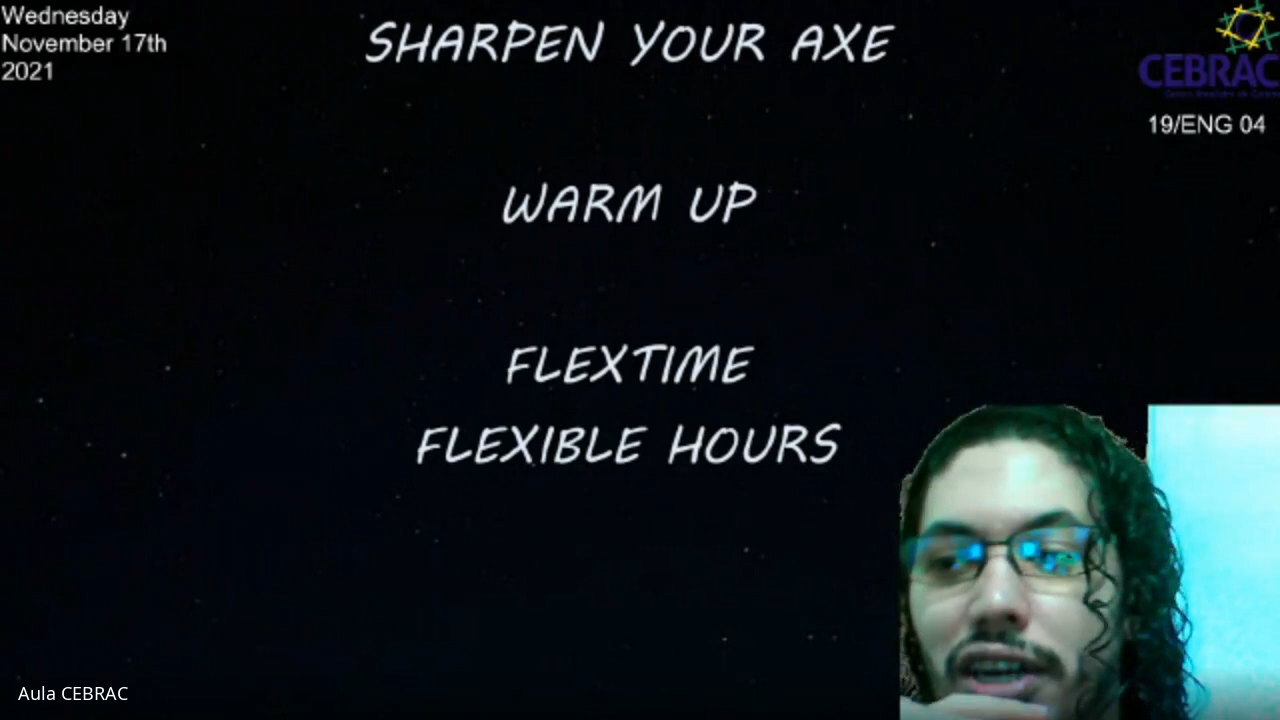 Wednesday
November 17th
2021
SHARPEN YOUR AXE
CEBRAC
19/ENG 04
WARM UP
FLEXTIME
FLEXIBLE HOURS
Aula CEBRAC